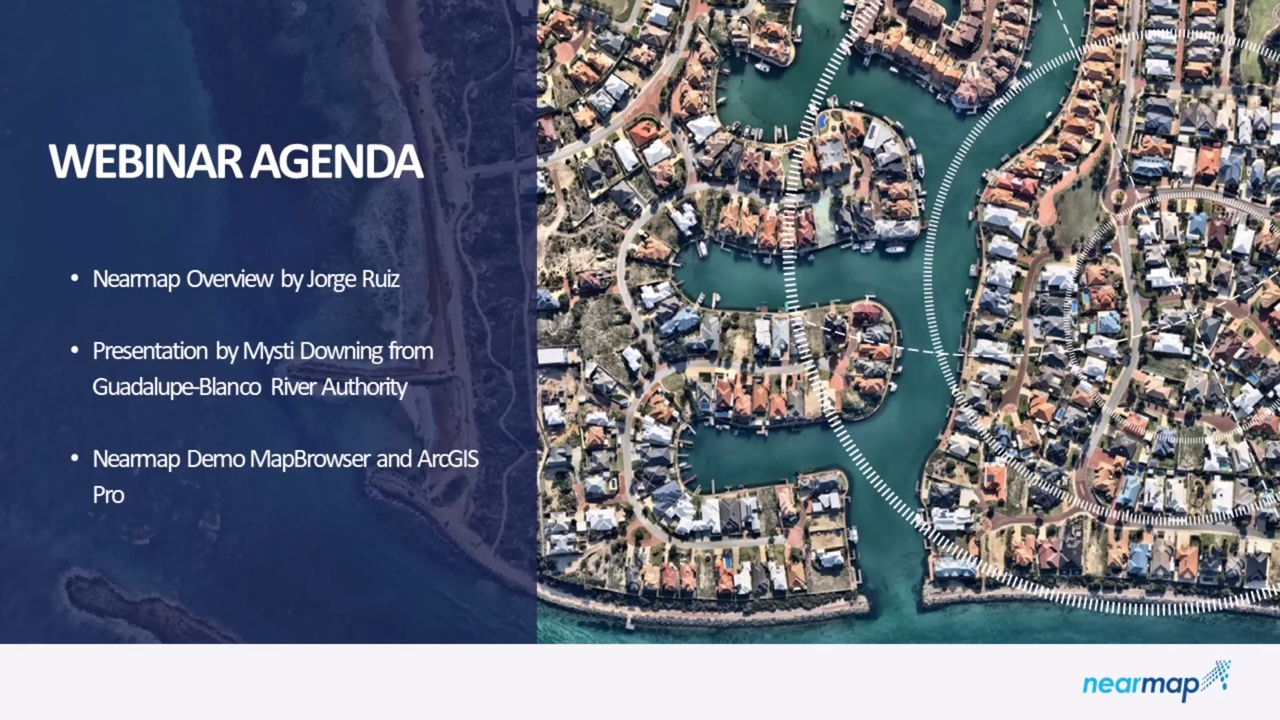 WEBINAR AGENDA
• Nearmap Overview by Jorge Ruiz
• Presentation by Mysti Downing from
Guadalupe-Blanco River Authority
• Nearmap Demo MapBrowser and ArcGIS
Pro
nearmap